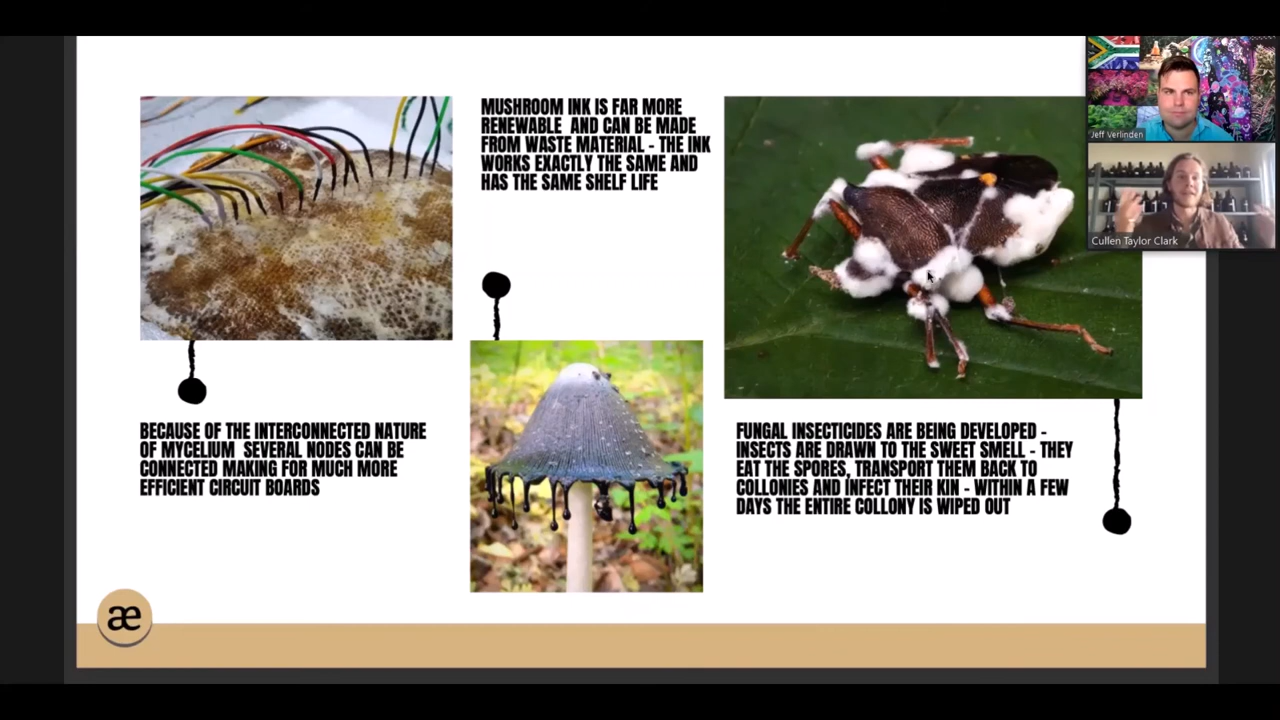 MUSHROOM INK IS FAR MORE
RENEWABLE AND CAN BE MADE
FROM WASTE MATERIAL - THE INK
WORKS EXACTLY THE SAME AND
HAS THE SAME SHELF LIFE
BECAUSE OF THE INTERCONNECTED NATURE
OF MYCELIUM SEVERAL NODES CAN BE
CONNECTED MAKING FOR MUCH MORE
EFFICIENT CIRCUIT BOARDS
FUNGAL INSECTICIDES ARE BEING DEVELOPED -
INSECTS ARE DRAWN TO THE SWEET SMELL - THEY
EAT THE SPORES, TRANSPORT THEM BACK TO
COLLONIES AND INFECT THEIR KIN - WITHIN A FEW
DAYS THE ENTIRE COLLONY IS WIPED OUT
æ
Jeff Verlinden
Cullen Taylor Clark